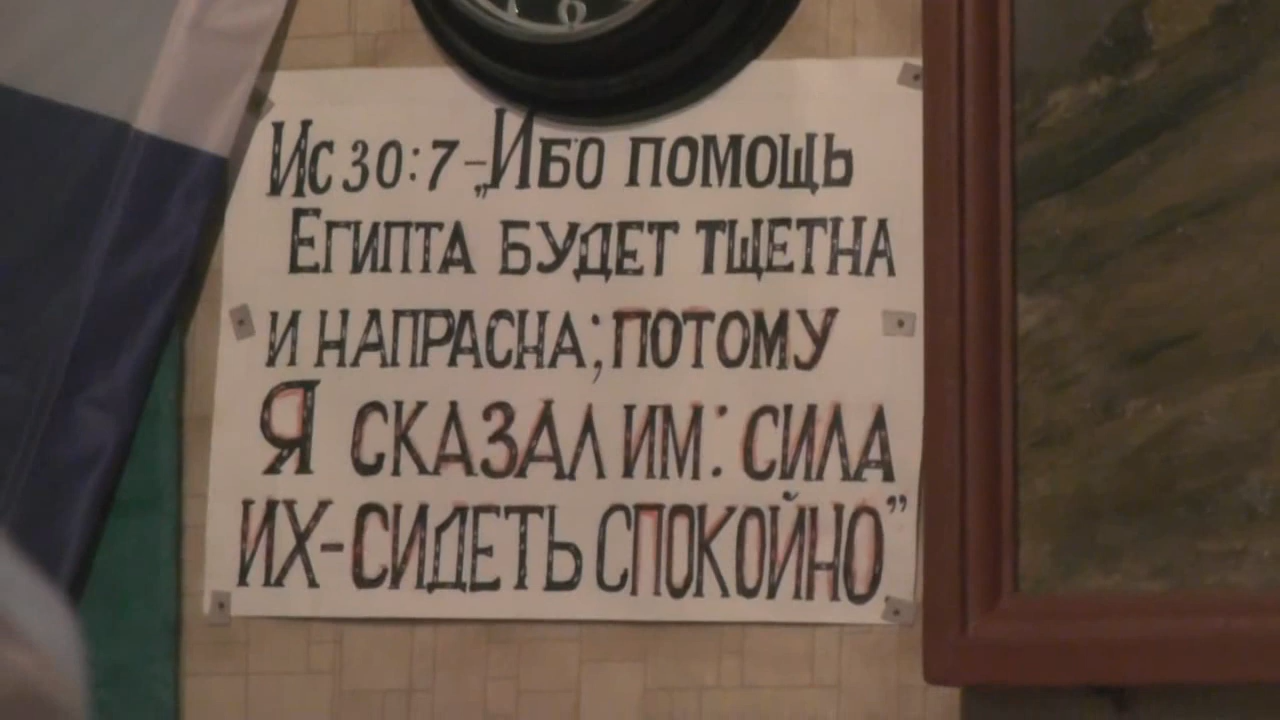 Ис 30:7 -„Ибо помощь
Египта будет тщетна
и напрасна; потому
Я сказал им: сила
их-сидеть спокойно”